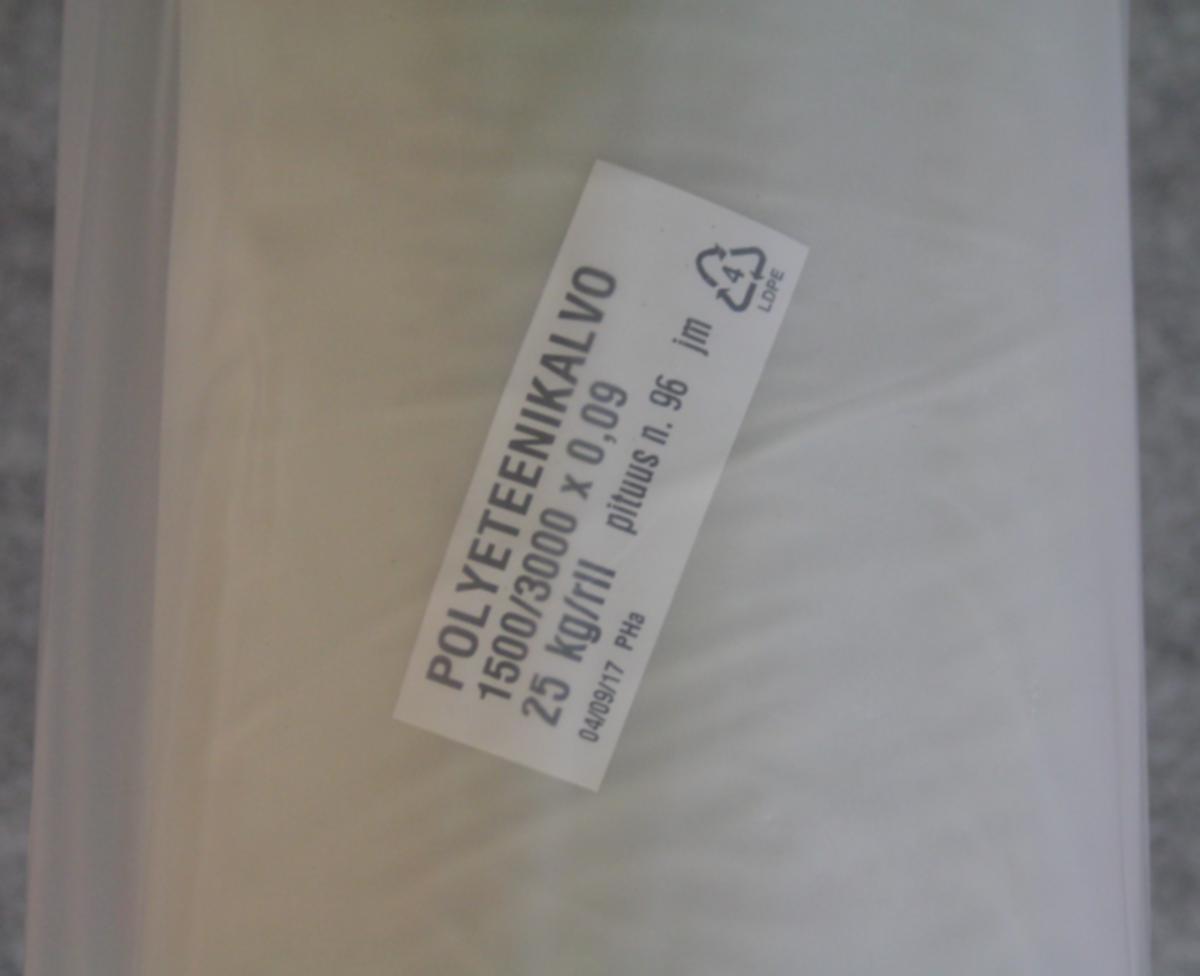 POLYETEENIKALVO
1500/3000 x 0,09
25 kg/rll pituus n. 96 jm
04/09/17 PHa
4
LDPE